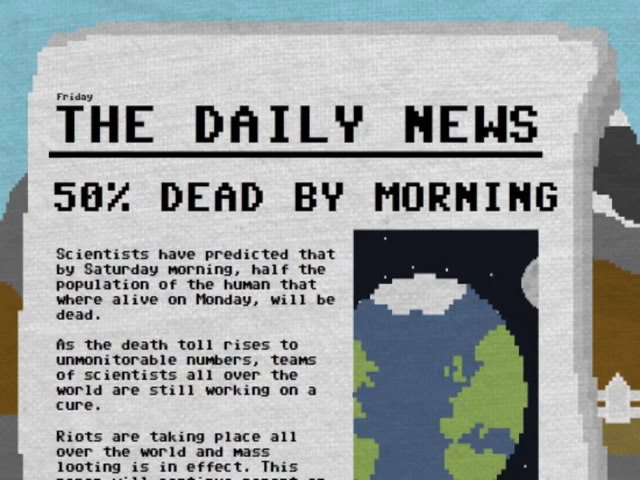 Friday
THE DAILY NEWS
50% DEAD BY MORNING
Scientists have predicted that
by Saturday morning, half the
population of the human that
where alive on Monday, will be
dead.
As the death toll rises to
unmonitorable numbers, teams
of scientists all over the
world are still working on a
cure.
Riots are taking place all
over the world and mass
looting is in effect. This